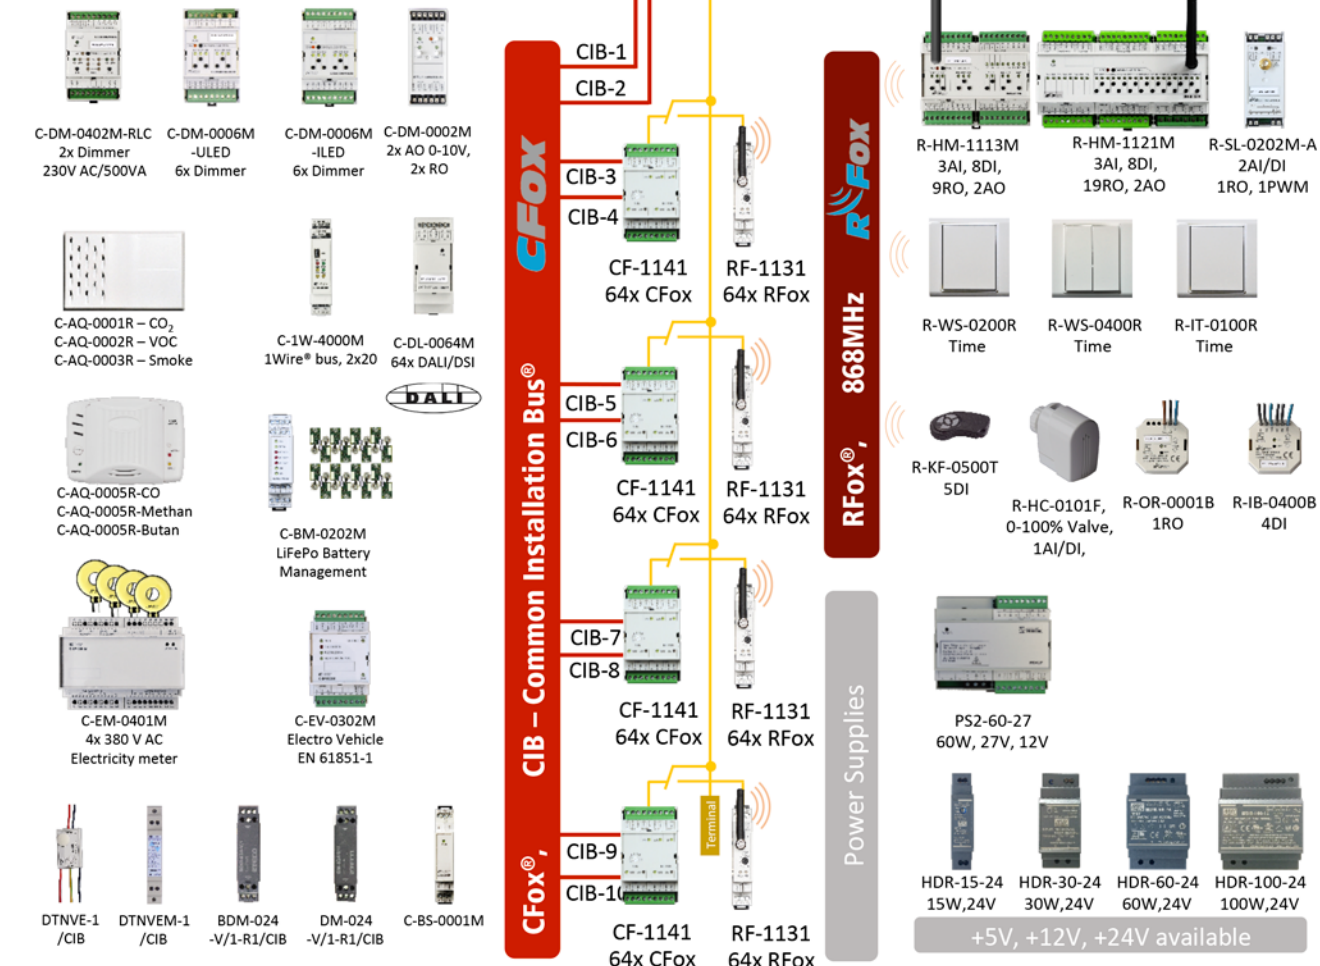 C-DM-0402M-RLC
2x Dimmer
230V AC/500VA
C-DM-0006M
-ULED
6x Dimmer
C-DM-0006M
-ILED
6x Dimmer
C-DM-0002M
2x AO 0-10V,
2x RO
C-AQ-0001R – CO₂
C-AQ-0002R – VOC
C-AQ-0003R – Smoke
C-1W-4000M
1Wire® bus, 2x20
C-DL-0064M
64x DALI/DSI
DALI
C-AQ-0005R-CO
C-AQ-0005R-Methan
C-AQ-0005R-Butan
C-BM-0202M
LiFePo Battery
Management
C-EM-0401M
4x 380 V AC
Electricity meter
C-EV-0302M
Electro Vehicle
EN 61851-1
DTNVE-1
/CIB
DTNVEM-1
/CIB
BDM-024
-V/1-R1/CIB
DM-024
-V/1-R1/CIB
C-BS-0001M
CFox
CFox®, CIB – Common Installation Bus®
CIB-1
CIB-2
CIB-3
CIB-4
CF-1141
64x CFox
RF-1131
64x RFox
CIB-5
CIB-6
CF-1141
64x CFox
RF-1131
64x RFox
CIB-7
CIB-8
CF-1141
64x CFox
RF-1131
64x RFox
CIB-9
CIB-10
Terminal
CF-1141
64x CFox
RF-1131
64x RFox
R Fox
RFox®, 868MHz
R-HM-1113M
3AI, 8DI,
9RO, 2AO
R-HM-1121M
3AI, 8DI,
19RO, 2AO
R-SL-0202M-A
2AI/DI
1RO, 1PWM
R-WS-0200R
Time
R-WS-0400R
Time
R-IT-0100R
Time
R-KF-0500T
5DI
R-HC-0101F,
0-100% Valve,
1AI/DI,
R-OR-0001B
1RO
R-IB-0400B
4DI
Power Supplies
PS2-60-27
60W, 27V, 12V
HDR-15-24
15W,24V
HDR-30-24
30W,24V
HDR-60-24
60W,24V
HDR-100-24
100W,24V
+5V, +12V, +24V available